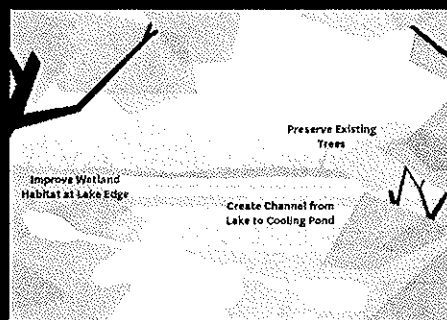 Preserve Existing
Trees
Improve Wetland
Habitat at Lake Edge
Create Channel from
Lake to Cooling Pond